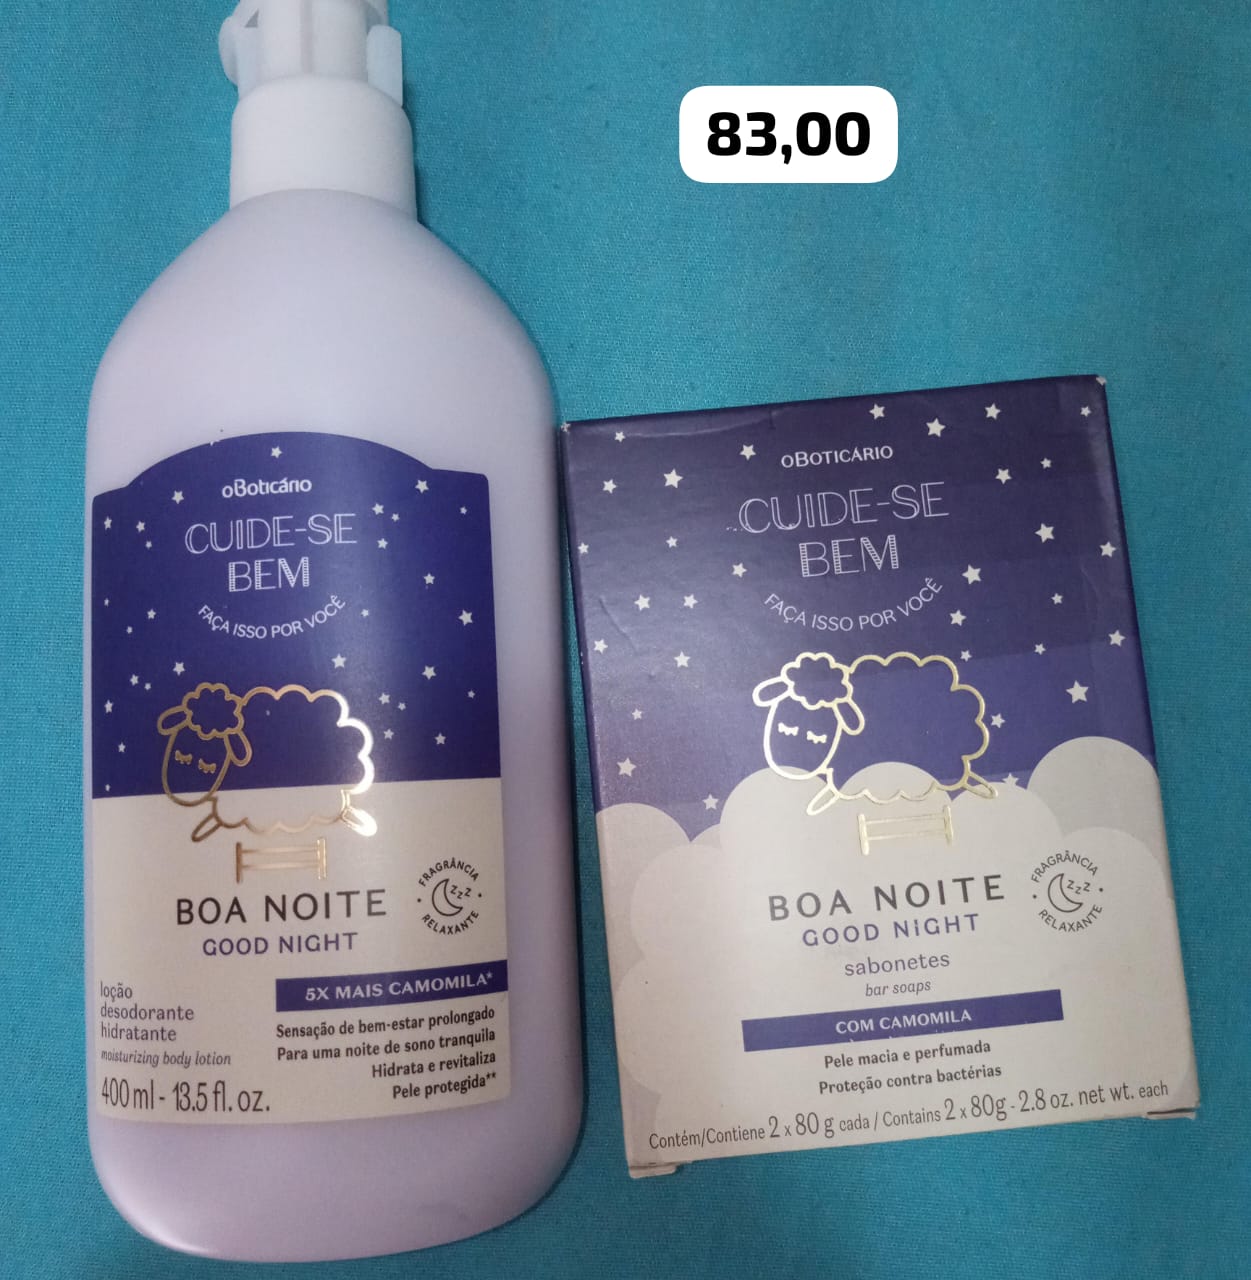 83,00
oBoticário
CUIDE-SE
BEM
FAÇA ISSO POR VOCÊ
BOA NOITE
GOOD NIGHT
FRAGRÂNCIA
zzz
RELAXANTE
loção
desodorante
hidratante
moisturizing body lotion
400 ml - 13.5 fl. oz.
5X MAIS CAMOMILA*
Sensação de bem-estar prolongado
Para uma noite de sono tranquila
Hidrata e revitaliza
Pele protegida**
oBOTICÁRIO
CUIDE-SE
BEM
FAÇA ISSO POR VOCÊ
BOA NOITE
GOOD NiGHT
FRAGRÂNCIA
zzz
RELAXANTE
sabonetes
bar soaps
COM CAMOMILA
Pele macia e perfumada
Proteção contra bactérias
Contém/Contiene 2 x 80 g cada / Contains 2 x 80g - 2.8 oz. net wt. each